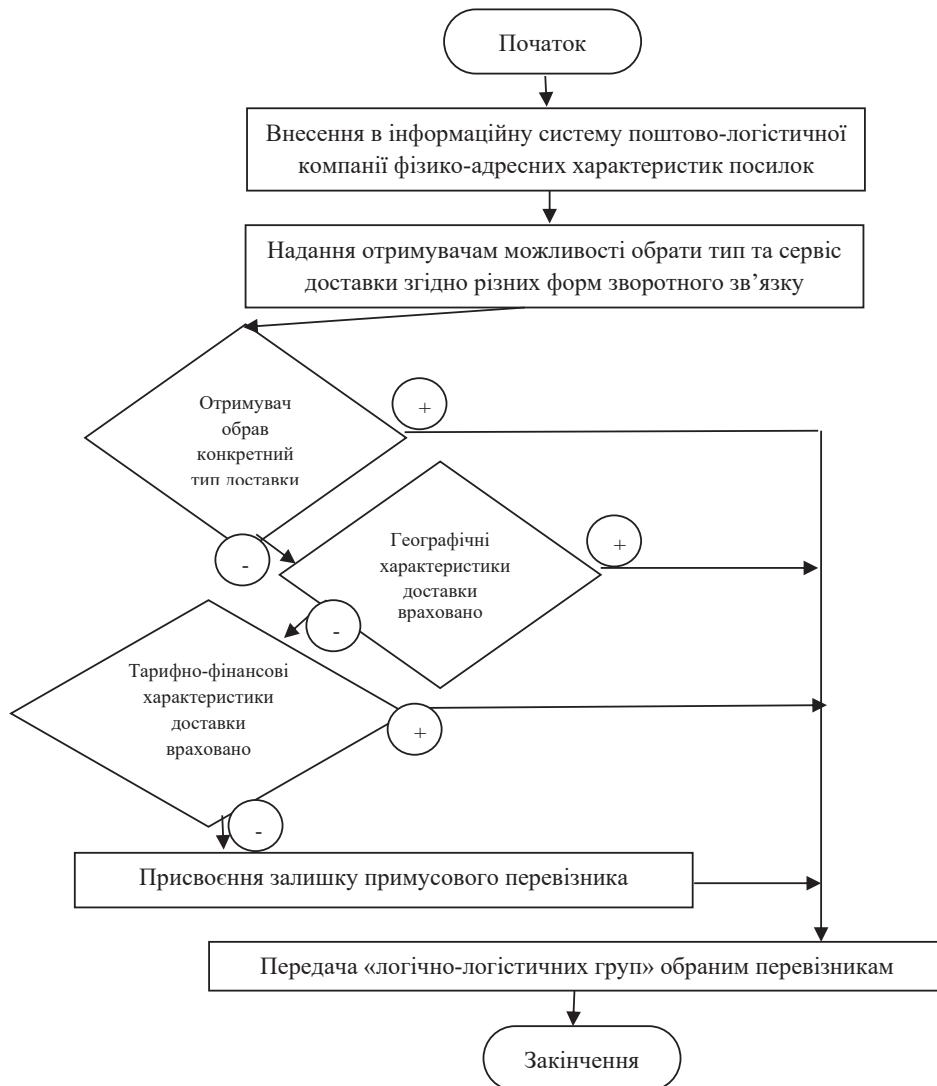 Початок
Внесення в інформаційну систему поштово-логістичної
компанії фізико-адресних характеристик посилок
Надання отримувачам можливості обрати тип та сервіс
доставки згідно різних форм зворотного зв’язку
Отримувач
обрав
конкретний
тип доставки
+
-
Географічні
характеристики
доставки
враховано
+
-
Тарифно-фінансові
характеристики
доставки
враховано
+
-
Присвоєння залишку примусового перевізника
Передача «логічно-логістичних груп» обраним перевізникам
Закінчення